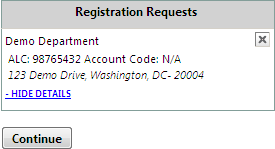 Registration Requests
Demo Department
ALC: 98765432 Account Code: N/A
123 Demo Drive, Washington, DC- 20004
- HIDE DETAILS
Continue